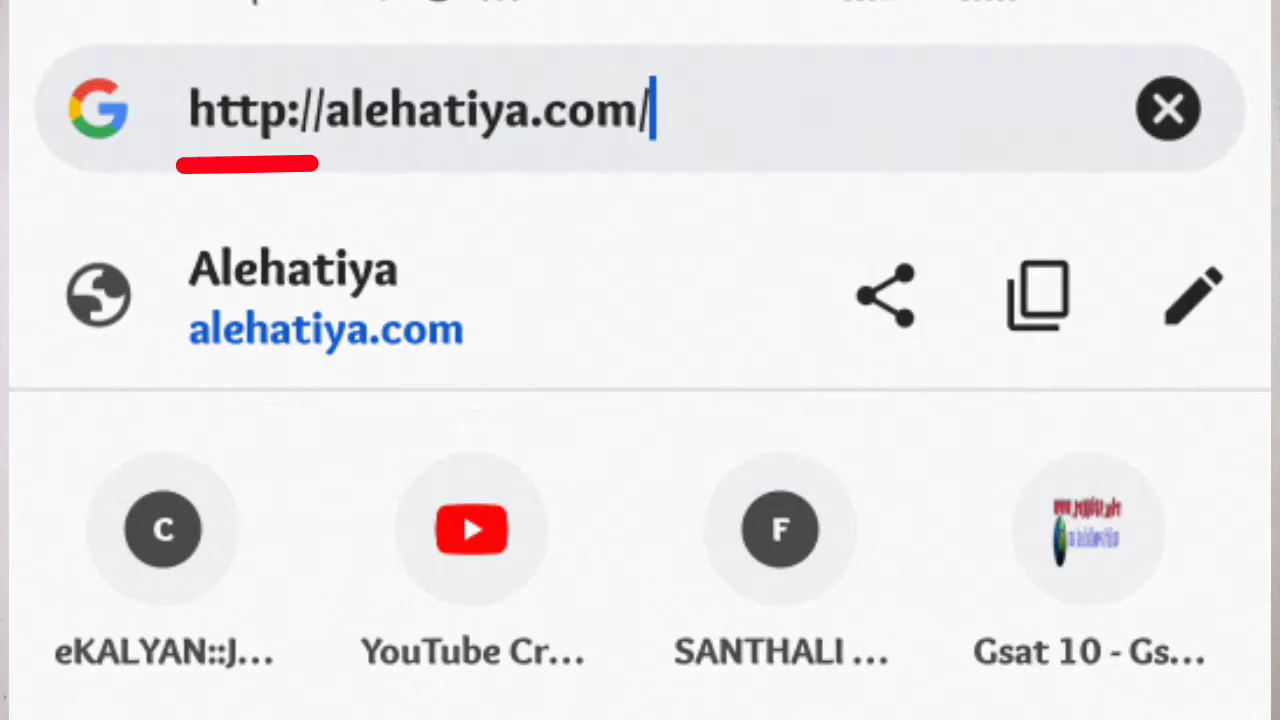 http://alehatiya.com/
Alehatiya
alehatiya.com
C
F
eKALYAN::J...
YouTube Cr...
SANTHALI ...
Gsat 10 - Gs...